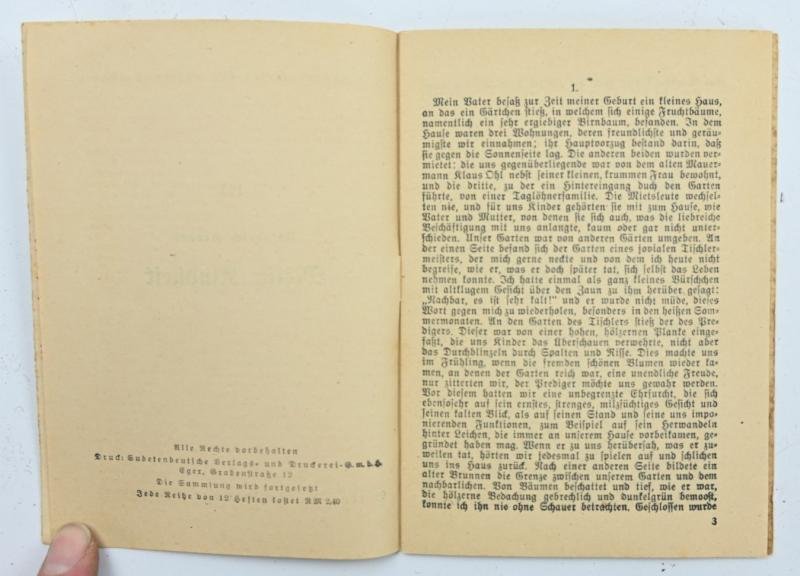 Alle Rechte vorbehalten
Druck: Sudetendeutsche Verlags- und Druckerei-G.m.b.H.
Eger, Grabenstraße 12
Die Sammlung wird fortgesetzt
Jede Reihe von 12 Heften kostet RM 2,40
1.
Mein Vater besaß zur Zeit meiner Geburt ein kleines Haus,
an das ein Gärtchen stieß, in welchem sich einige Fruchtbäume,
namentlich ein sehr ergiebiger Birnbaum, befanden. In dem
Hause waren drei Wohnungen, deren freundlichste und geräu-
migste wir einnahmen; ihr Hauptvorzug bestand darin, daß
sie gegen die Sonnenseite lag. Die anderen beiden wurden ver-
mietet; die uns gegenüberliegende war von dem alten Mauer-
mann Klaus Ohl nebst seiner kleinen, krummen Frau bewohnt,
und die dritte, zu der ein Hintereingang duch den Garten
führte, von einer Taglöhnerfamilie. Die Mietsleute wechsel-
ten nie, und für uns Kinder gehörten sie mit zum Hause, wie
Vater und Mutter, von denen sie sich auch, was die liebreiche
Beschäftigung mit uns anlangte, kaum oder gar nicht unter-
schieden. Unser Garten war von anderen Gärten umgeben. An
der einen Seite befand sich der Garten eines jovialen Tischler-
meisters, der mich gerne neckte und von dem ich heute nicht
begreife, wie er, was er doch später tat, sich selbst das Leben
nehmen konnte. Ich hatte einmal als ganz kleines Bürschchen
mit altklugem Gesicht über den Zaun zu ihm herüber gesagt:
„Nachbar, es ist sehr kalt!“ und er wurde nicht müde, dieses
Wort gegen mich zu wiederholen, besonders in den heißen Som-
mermonaten. An den Garten des Tischlers stieß der des Pre-
digers. Dieser war von einer hohen, hölzernen Planke einge-
faßt, die uns Kinder das Überschauen verwehrte, nicht aber
das Durchblinzeln durch Spalten und Risse. Dies machte uns
im Frühling, wenn die fremden schönen Blumen wieder ka-
men, an denen der Garten reich war, eine unendliche Freude,
nur zitterten wir, der Prediger möchte uns gewahr werden.
Vor diesem hatten wir eine unbegrenzte Ehrfurcht, die sich
ebensosehr auf sein ernstes, strenges, milzsüchtiges Gesicht und
seinen kalten Blick, als auf seinen Stand und seine uns impo-
nierenden Funktionen, zum Beispiel auf sein Herwandeln
hinter Leichen, die immer an unserem Hause vorbeikamen, ge-
gründet haben mag. Wenn er zu uns herübersah, was er zu-
weilen tat, hörten wir jedesmal zu spielen auf und schlichen
uns ins Haus zurück. Nach einer anderen Seite bildete ein
alter Brunnen die Grenze zwischen unserem Garten und dem
nachbarlichen. Von Bäumen beschattet und tief, wie er war,
die hölzerne Bedachung gebrechlich und dunkelgrün bemoost,
konnte ich ihn nie ohne Schauer betrachten. Geschlossen wurde
3